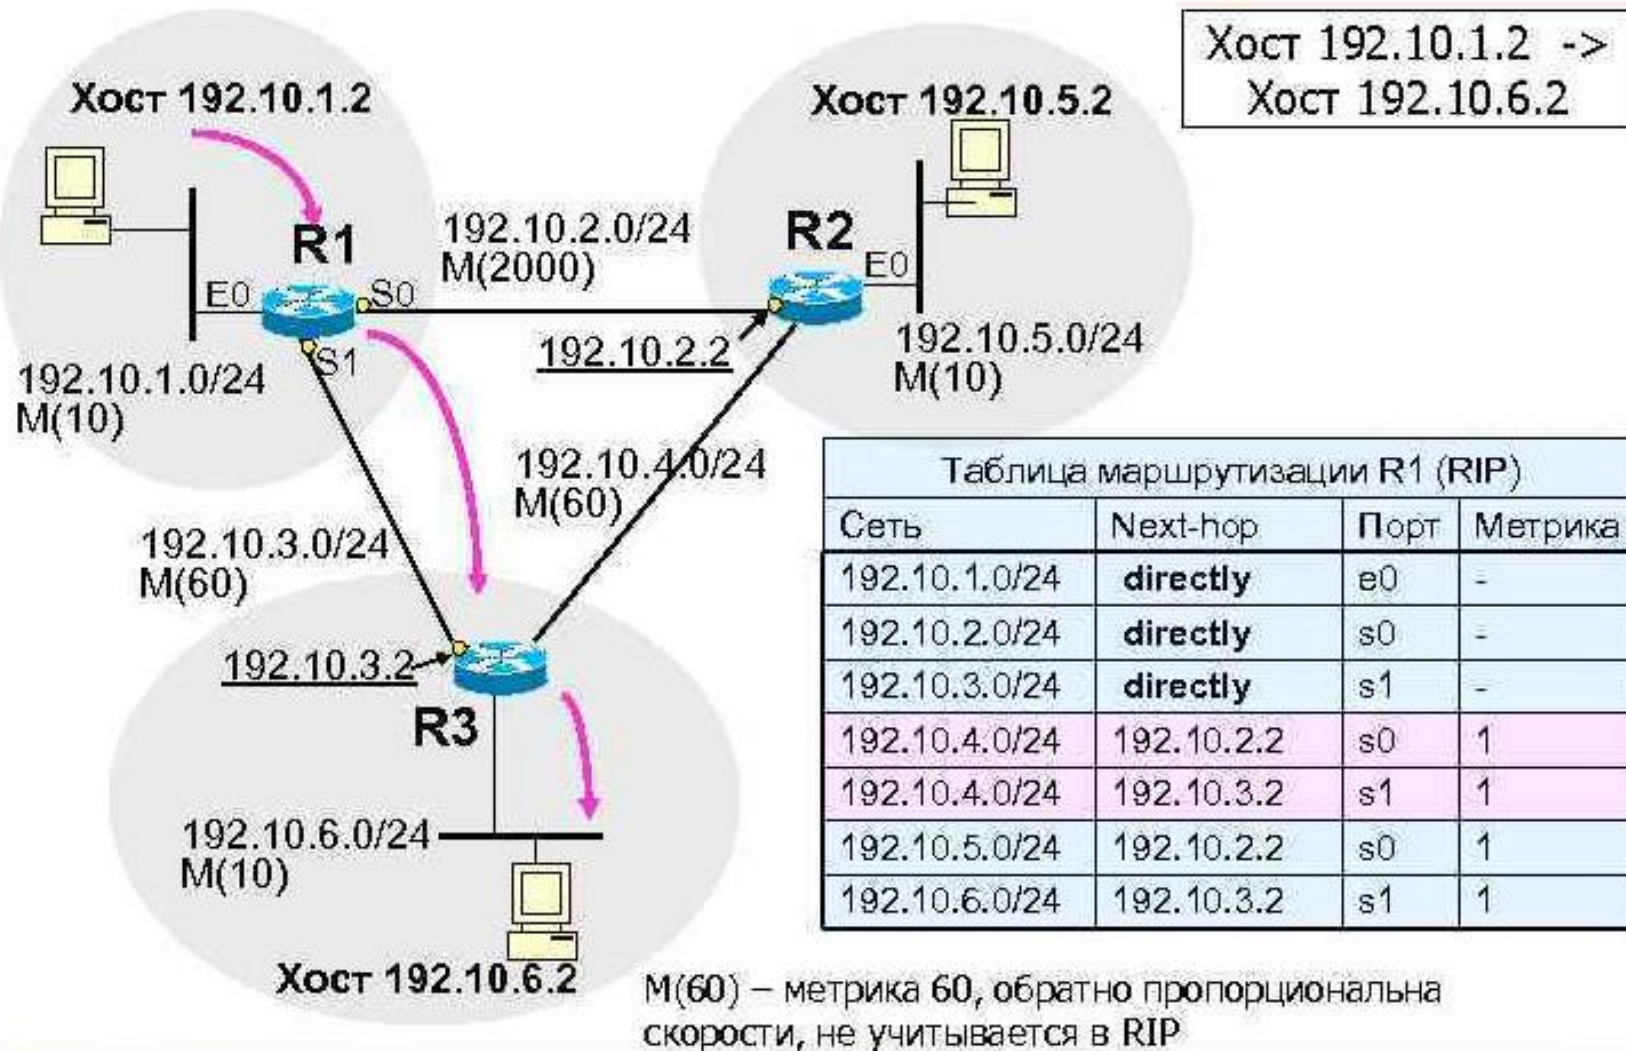 Хост 192.10.1.2 ->
Хост 192.10.6.2
Хост 192.10.1.2
Хост 192.10.5.2
R1
192.10.2.0/24
M(2000)
R2
E0
S0
E0
S1
192.10.2.2
192.10.1.0/24
M(10)
192.10.5.0/24
M(10)
192.10.4.0/24
M(60)
192.10.3.0/24
M(60)
192.10.3.2
R3
192.10.6.0/24
M(10)
Хост 192.10.6.2
Таблица маршрутизации R1 (RIP)
Сеть Next-hop Порт Метрика
192.10.1.0/24 directly e0 -
192.10.2.0/24 directly s0 -
192.10.3.0/24 directly s1 -
192.10.4.0/24 192.10.2.2 s0 1
192.10.4.0/24 192.10.3.2 s1 1
192.10.5.0/24 192.10.2.2 s0 1
192.10.6.0/24 192.10.3.2 s1 1
М(60) – метрика 60, обратно пропорциональна
скорости, не учитывается в RIP